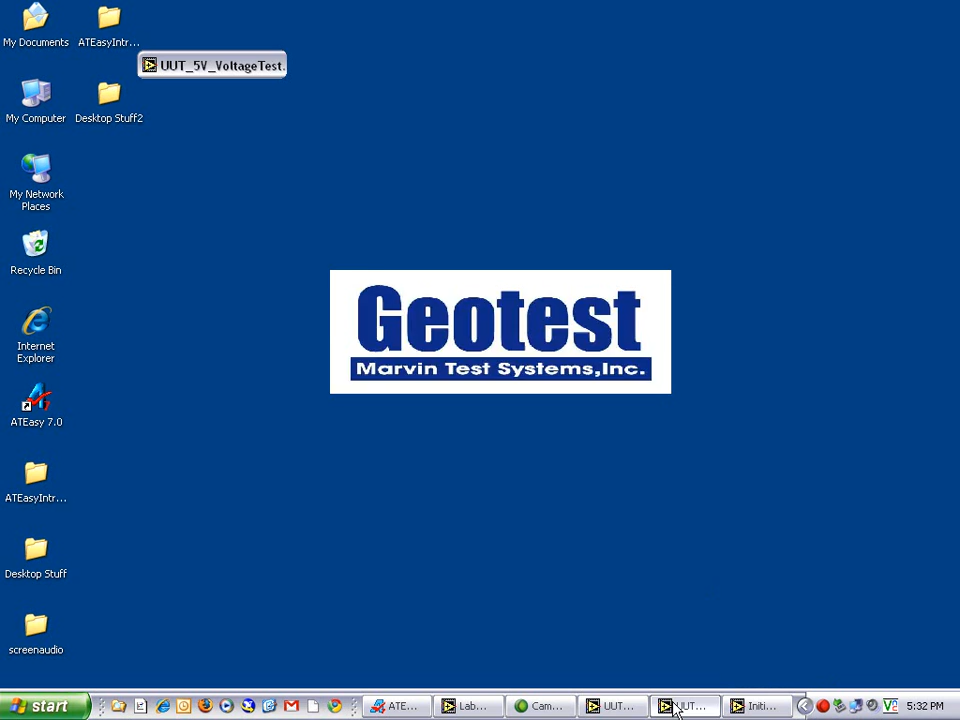 My Documents
ATEasyIntr...
UUT_5V_VoltageTest.
My Computer
Desktop Stuff2
My Network
Places
Recycle Bin
Internet
Explorer
ATEasy 7.0
ATEasyIntr...
Desktop Stuff
screenaudio
Geotest
Marvin Test Systems,Inc.
start
ATE...
Lab...
Cam...
UUT...
UUT...
Initi...
5:32 PM